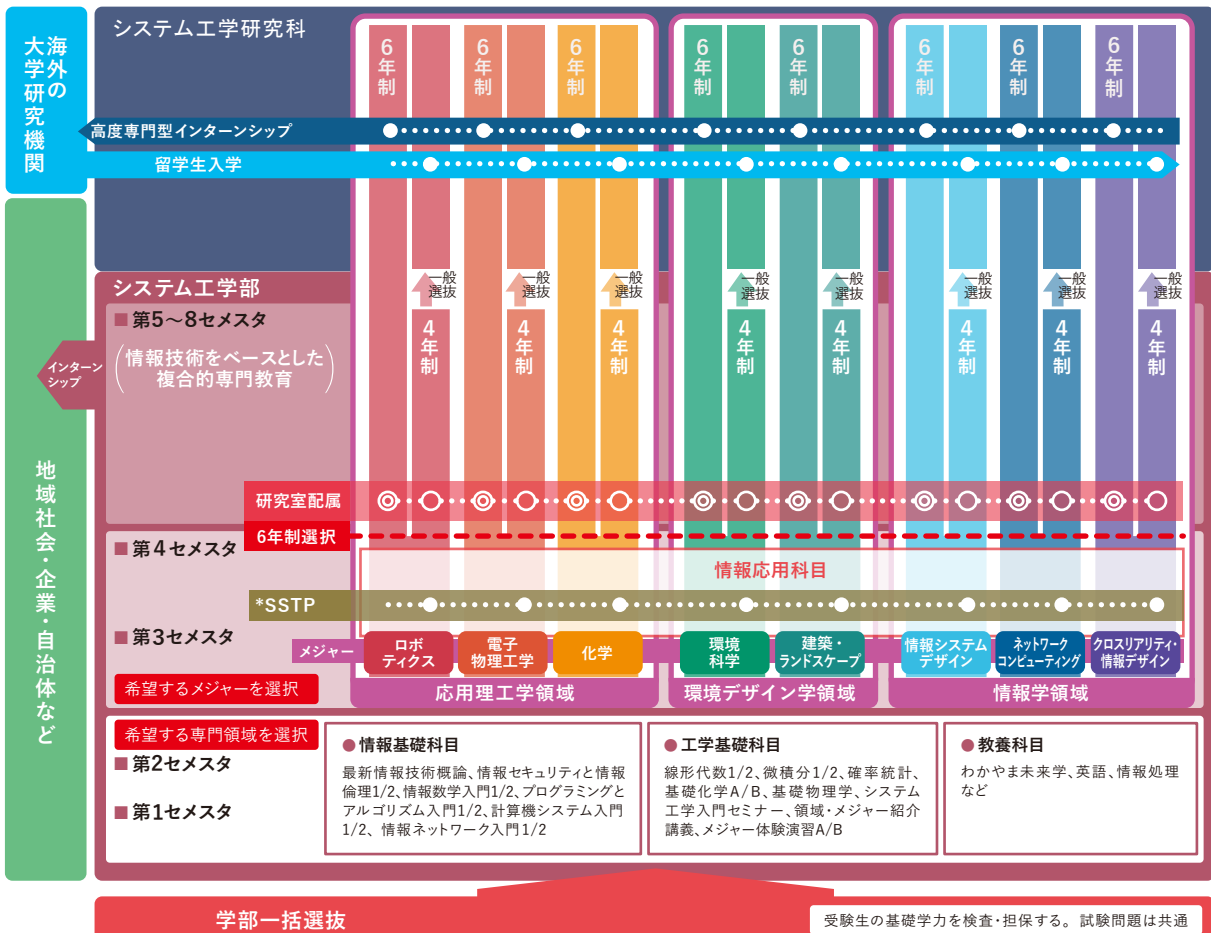 海外の
大学研究機関
システム工学研究科
6年制
6年制
6年制
6年制
6年制
6年制
6年制
6年制
高度専門型インターンシップ
留学生入学
一般
選抜
一般
選抜
一般
選抜
一般
選抜
一般
選抜
一般
選抜
一般
選抜
一般
選抜
システム工学部
■ 第5～8セメスタ
(情報技術をベースとした
複合的専門教育)
4年制
4年制
4年制
4年制
4年制
4年制
4年制
4年制
インターン
シップ
地域社会・企業・自治体など
研究室配属
6年制選択
■ 第4セメスタ
情報応用科目
*SSTP
■ 第3セメスタ
メジャー
ロボ
ティクス
電子
物理工学
化学
環境
科学
建築・
ランドスケープ
情報システム
デザイン
ネットワーク
コンピューティング
クロスリアリティ・
情報デザイン
希望するメジャーを選択
応用理工学領域
環境デザイン学領域
情報学領域
希望する専門領域を選択
■ 第2セメスタ
■ 第1セメスタ
●情報基礎科目
最新情報技術概論、情報セキュリティと情報
倫理1/2、情報数学入門1/2、プログラミングと
アルゴリズム入門1/2、計算機システム入門
1/2、情報ネットワーク入門1/2
●工学基礎科目
線形代数1/2、微積分1/2、確率統計、
基礎化学A/B、基礎物理学、システム
工学入門セミナー、領域・メジャー紹介
講義、メジャー体験演習A/B
●教養科目
わかやま未来学、英語、情報処理
など
学部一括選抜
受験生の基礎学力を検査・担保する。試験問題は共通